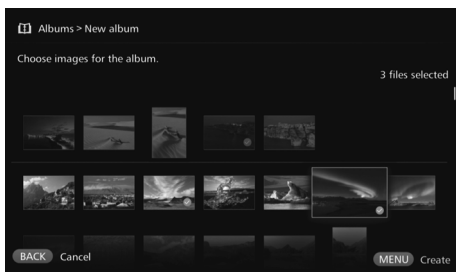 Albums > New album
Choose images for the album.
3 files selected
BACK Cancel
MENU Create